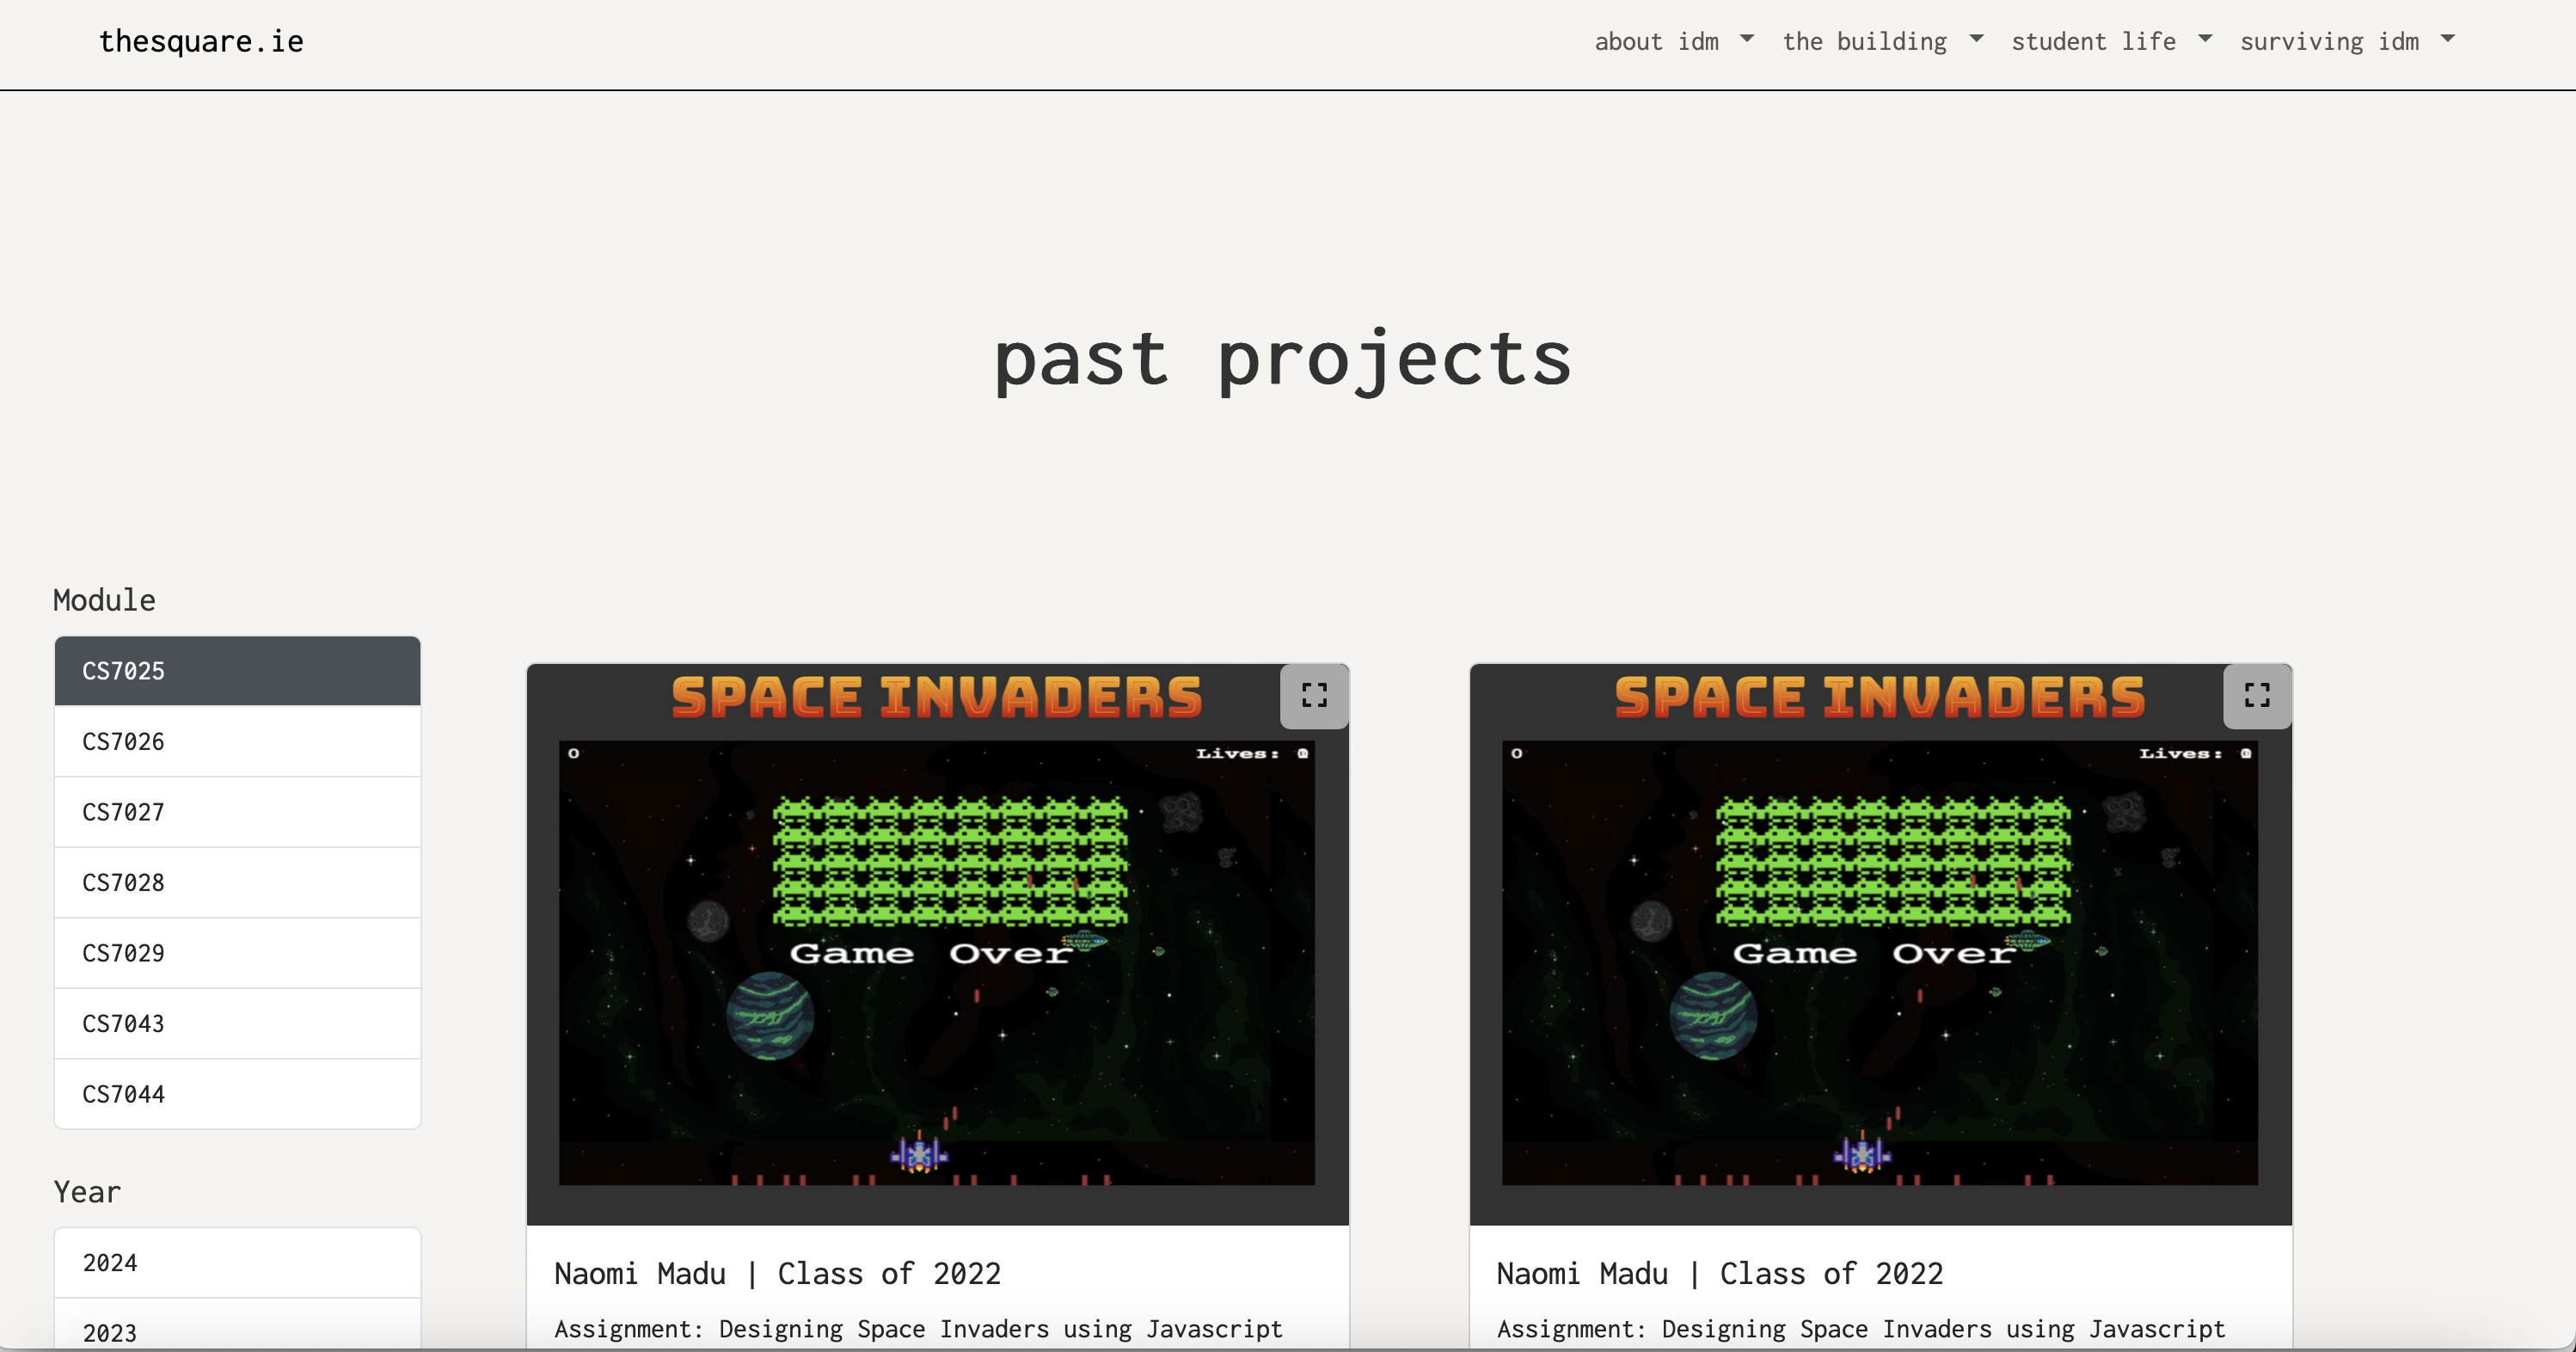 thesquare.ie
about idm the building student life surviving idm
past projects
Module
CS7025
CS7026
CS7027
CS7028
CS7029
CS7043
CS7044
Year
2024
2023
SPACE INVADERS
0 Lives: 0
Game Over
Naomi Madu | Class of 2022
Assignment: Designing Space Invaders using Javascript
SPACE INVADERS
0 Lives: 0
Game Over
Naomi Madu | Class of 2022
Assignment: Designing Space Invaders using Javascript